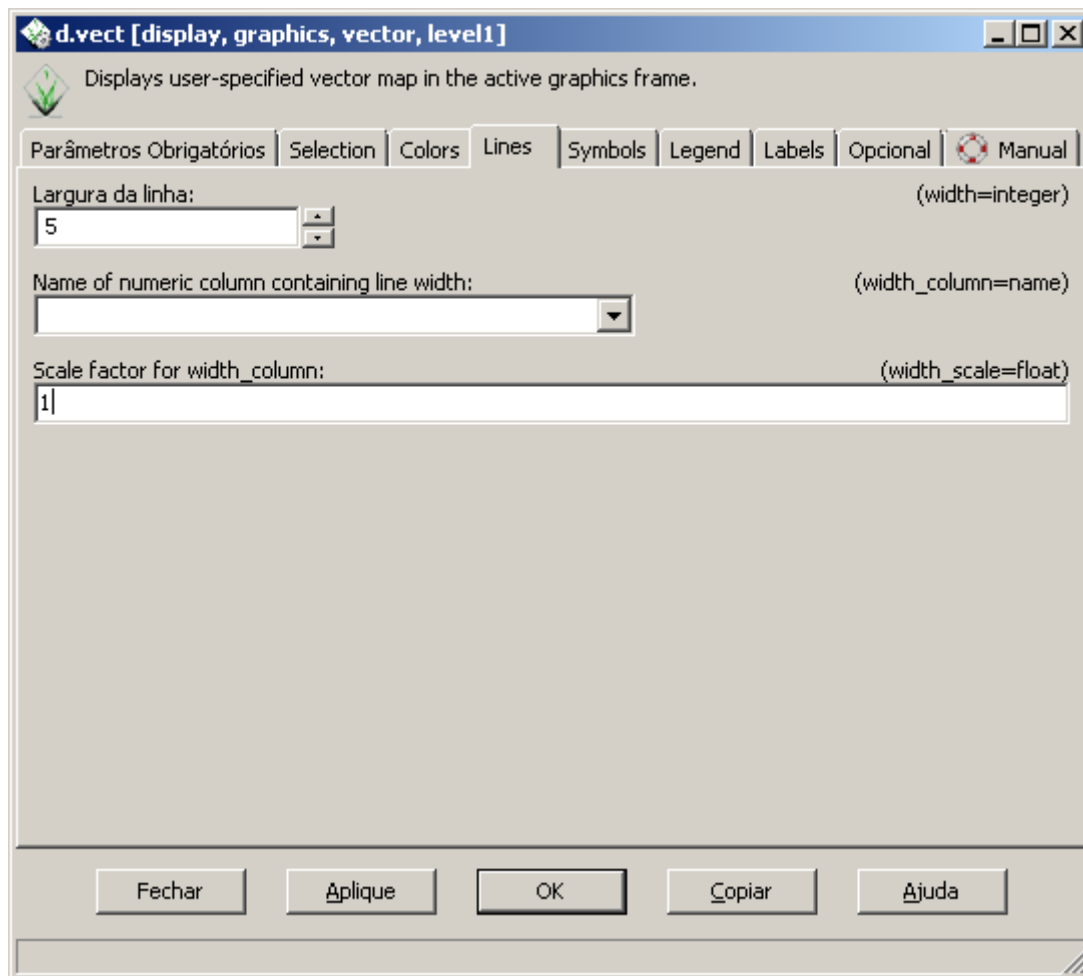 d.vect [display, graphics, vector, level1]
Displays user-specified vector map in the active graphics frame.
Parâmetros Obrigatórios Selection Colors Lines Symbols Legend Labels Opcional Manual
Largura da linha: (width=integer)
5
Name of numeric column containing line width: (width_column=name)
Scale factor for width_column: (width_scale=float)
1
Fechar Aplique OK Copiar Ajuda